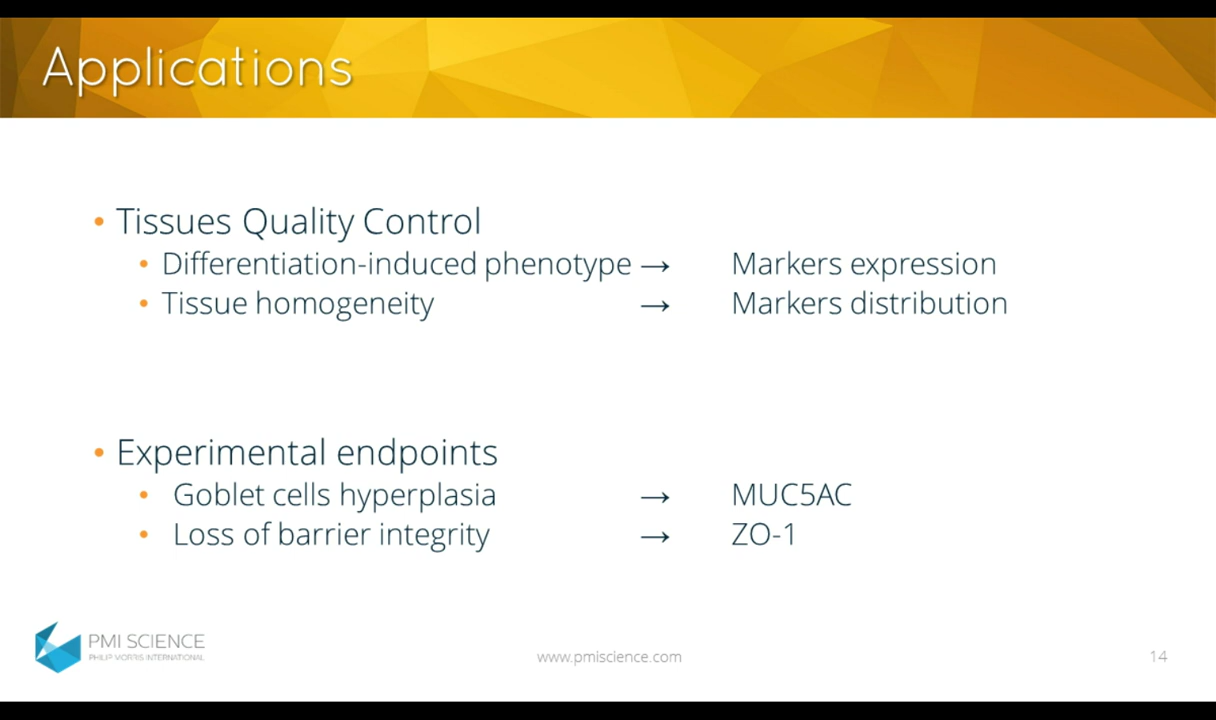 Applications
• Tissues Quality Control
• Differentiation-induced phenotype → Markers expression
• Tissue homogeneity → Markers distribution
• Experimental endpoints
• Goblet cells hyperplasia → MUC5AC
• Loss of barrier integrity → ZO-1
PMI SCIENCE
PHILIP MORRIS INTERNATIONAL
www.pmiscience.com
14